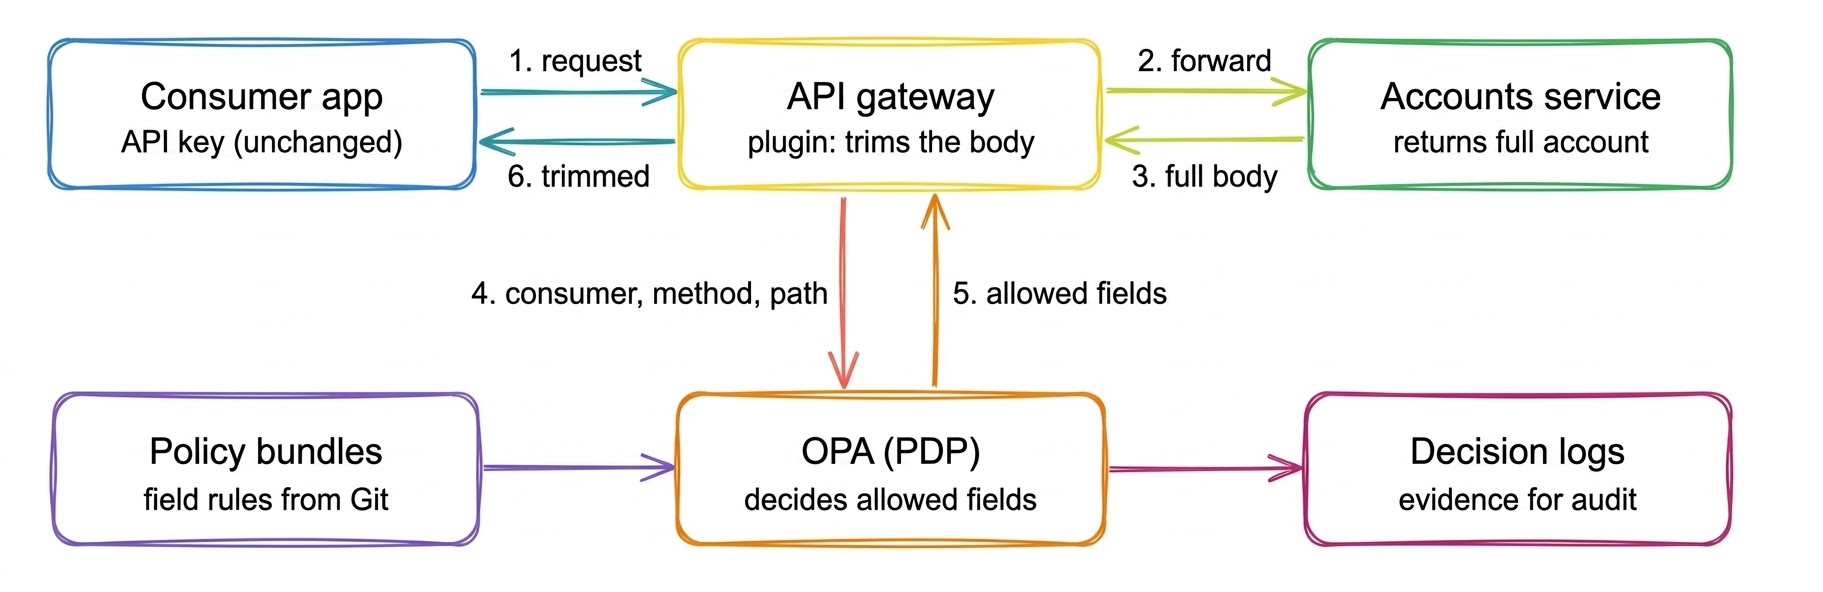 1. request
2. forward
Consumer app
API key (unchanged)
API gateway
plugin: trims the body
Accounts service
returns full account
6. trimmed
3. full body
4. consumer, method, path
5. allowed fields
Policy bundles
field rules from Git
OPA (PDP)
decides allowed fields
Decision logs
evidence for audit